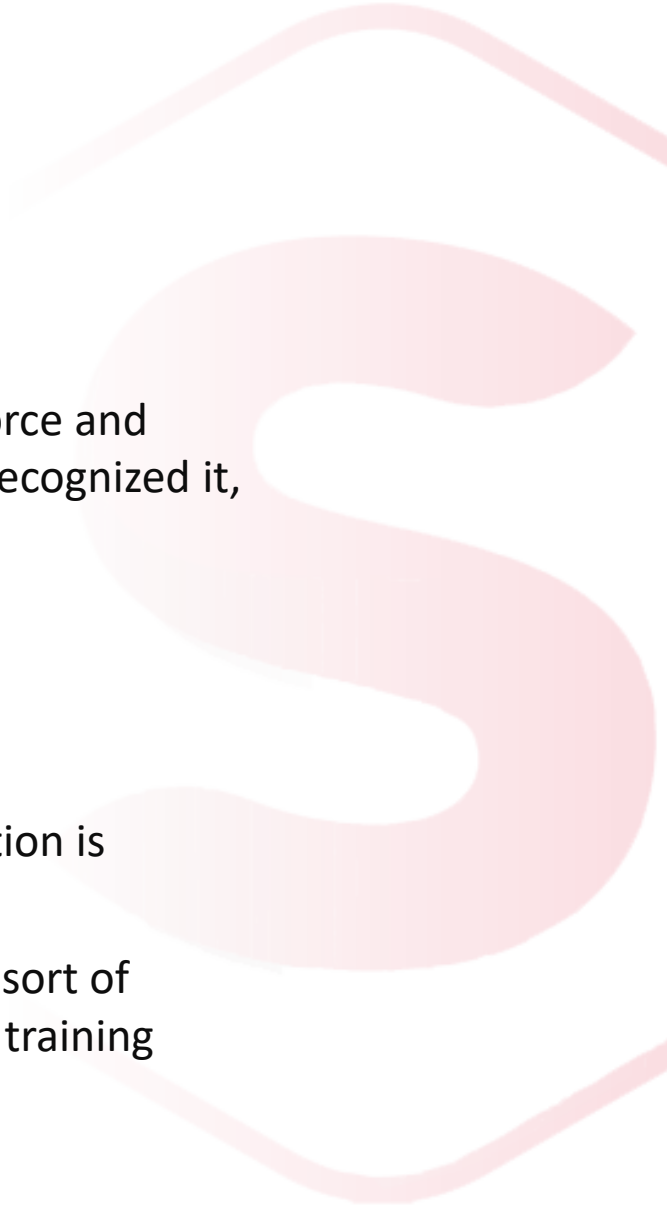 orce and
ecognized it,
tion is
sort of
training